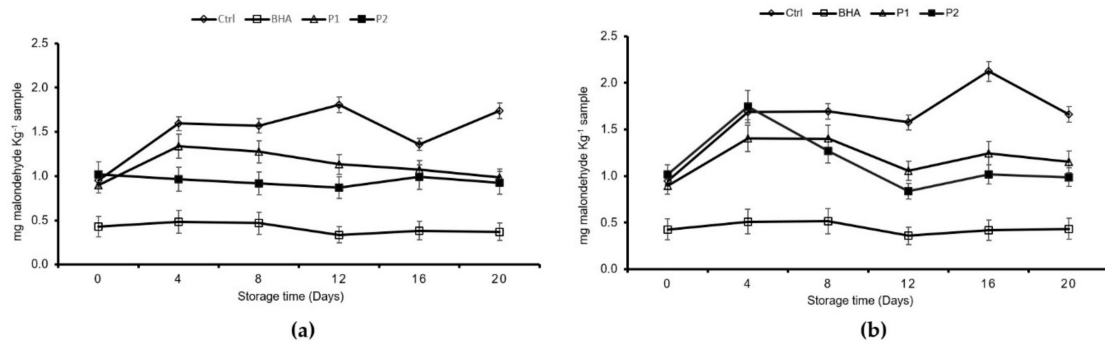 Ctrl BHA P1 P2
2.5
2.0
1.5
1.0
0.5
0.0
mg malondehyde Kg⁻¹ sample
0 4 8 12 16 20
Storage time (Days)
(a)
Ctrl BHA P1 P2
2.5
2.0
1.5
1.0
0.5
0.0
mg malondehyde Kg⁻¹ sample
0 4 8 12 16 20
Storage time (Days)
(b)